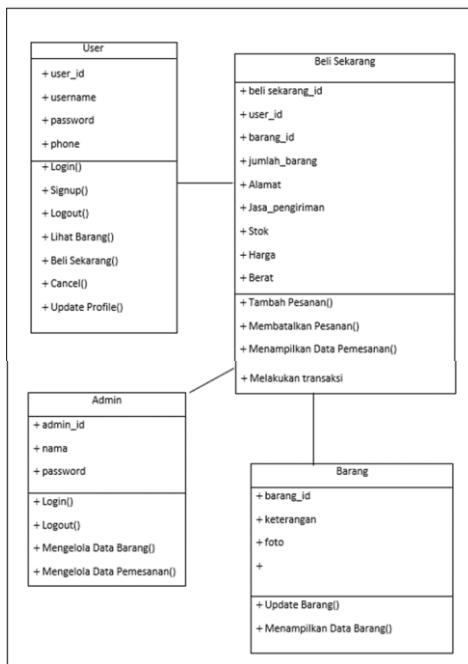 User
+ user_id
+ username
+ password
+ phone
+ Login()
+ Signup()
+ Logout()
+ Lihat Barang()
+ Beli Sekarang()
+ Cancel()
+ Update Profile()
Beli Sekarang
+ beli sekarang_id
+ user_id
+ barang_id
+ jumlah_barang
+ Alamat
+ Jasa_pengiriman
+ Stok
+ Harga
+ Berat
+ Tambah Pesanan()
+ Membatalkan Pesanan()
+ Menampilkan Data Pemesanan()
+ Melakukan transaksi
Admin
+ admin_id
+ nama
+ password
+ Login()
+ Logout()
+ Mengelola Data Barang()
+ Mengelola Data Pemesanan()
Barang
+ barang_id
+ keterangan
+ foto
+
+ Update Barang()
+ Menampilkan Data Barang()